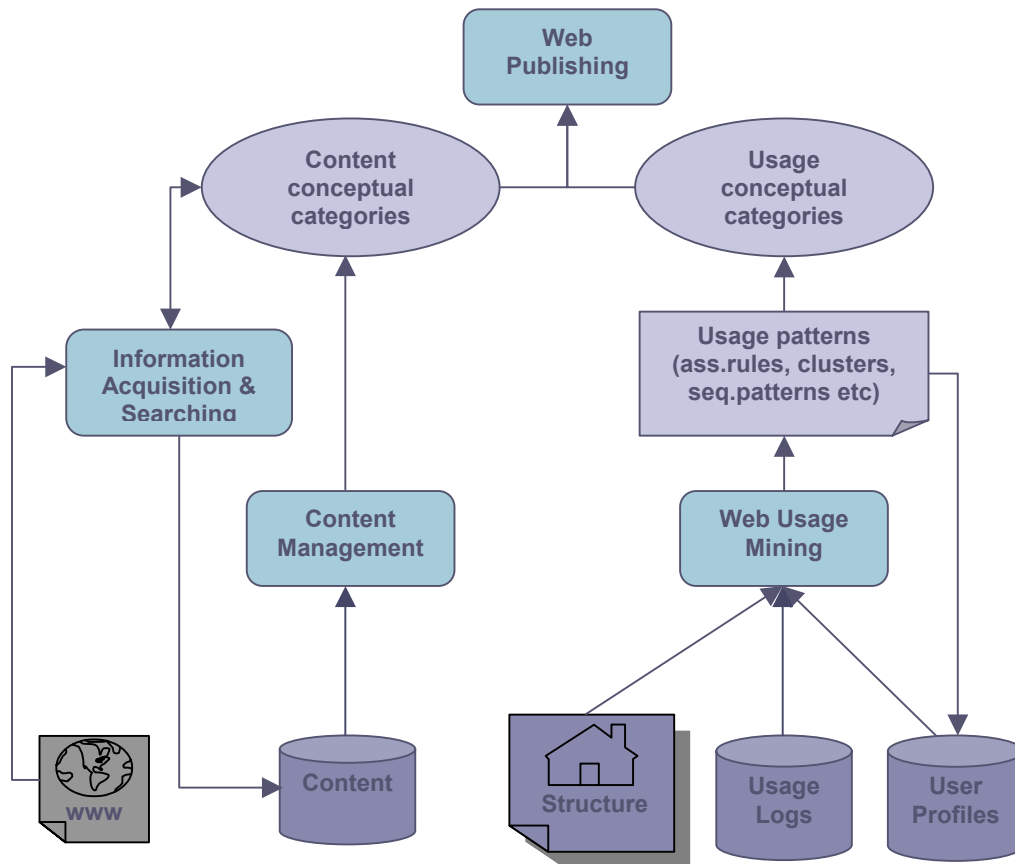 Web
Publishing
Content
conceptual
categories
Usage
conceptual
categories
Information
Acquisition &
Searching
Usage patterns
(ass.rules, clusters,
seq.patterns etc)
Content
Management
Web Usage
Mining
www
Content
Structure
Usage
Logs
User
Profiles